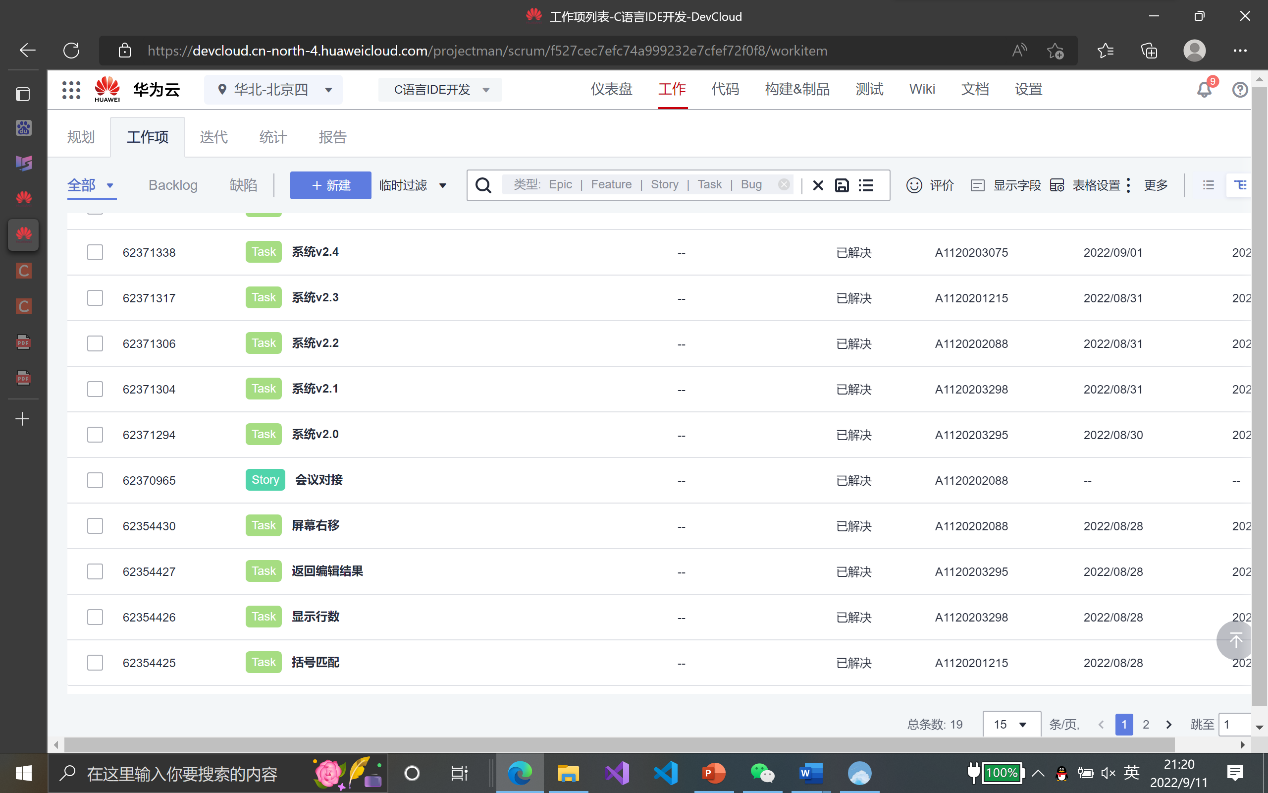 工作项列表-C语言IDE开发-DevCloud
https://devcloud.cn-north-4.huaweicloud.com/projectman/scrum/f527cec7efc74a999232e7cfef72f0f8/workitem
HUAWEI 华为云 华北-北京四 C语言IDE开发 仪表盘 工作 代码 构建&制品 测试 Wiki 文档 设置 9
规划 工作项 迭代 统计 报告
全部 Backlog 缺陷 + 新建 临时过滤 类型: Epic | Feature | Story | Task | Bug 评价 显示字段 表格设置 更多
62371338 Task 系统v2.4 -- 已解决 A1120203075 2022/09/01 202
62371317 Task 系统v2.3 -- 已解决 A1120201215 2022/08/31 202
62371306 Task 系统v2.2 -- 已解决 A1120202088 2022/08/31 202
62371304 Task 系统v2.1 -- 已解决 A1120203298 2022/08/31 202
62371294 Task 系统v2.0 -- 已解决 A1120203295 2022/08/30 202
62370965 Story 会议对接 -- 已解决 A1120202088 -- --
62354430 Task 屏幕右移 -- 已解决 A1120202088 2022/08/28 202
62354427 Task 返回编辑结果 -- 已解决 A1120203295 2022/08/28 202
62354426 Task 显示行数 -- 已解决 A1120203298 2022/08/28 202
62354425 Task 括号匹配 -- 已解决 A1120201215 2022/08/28 202
总条数: 19 15 条/页, 1 2 跳至 1
在这里输入你要搜索的内容 100% 英 21:20
2022/9/11